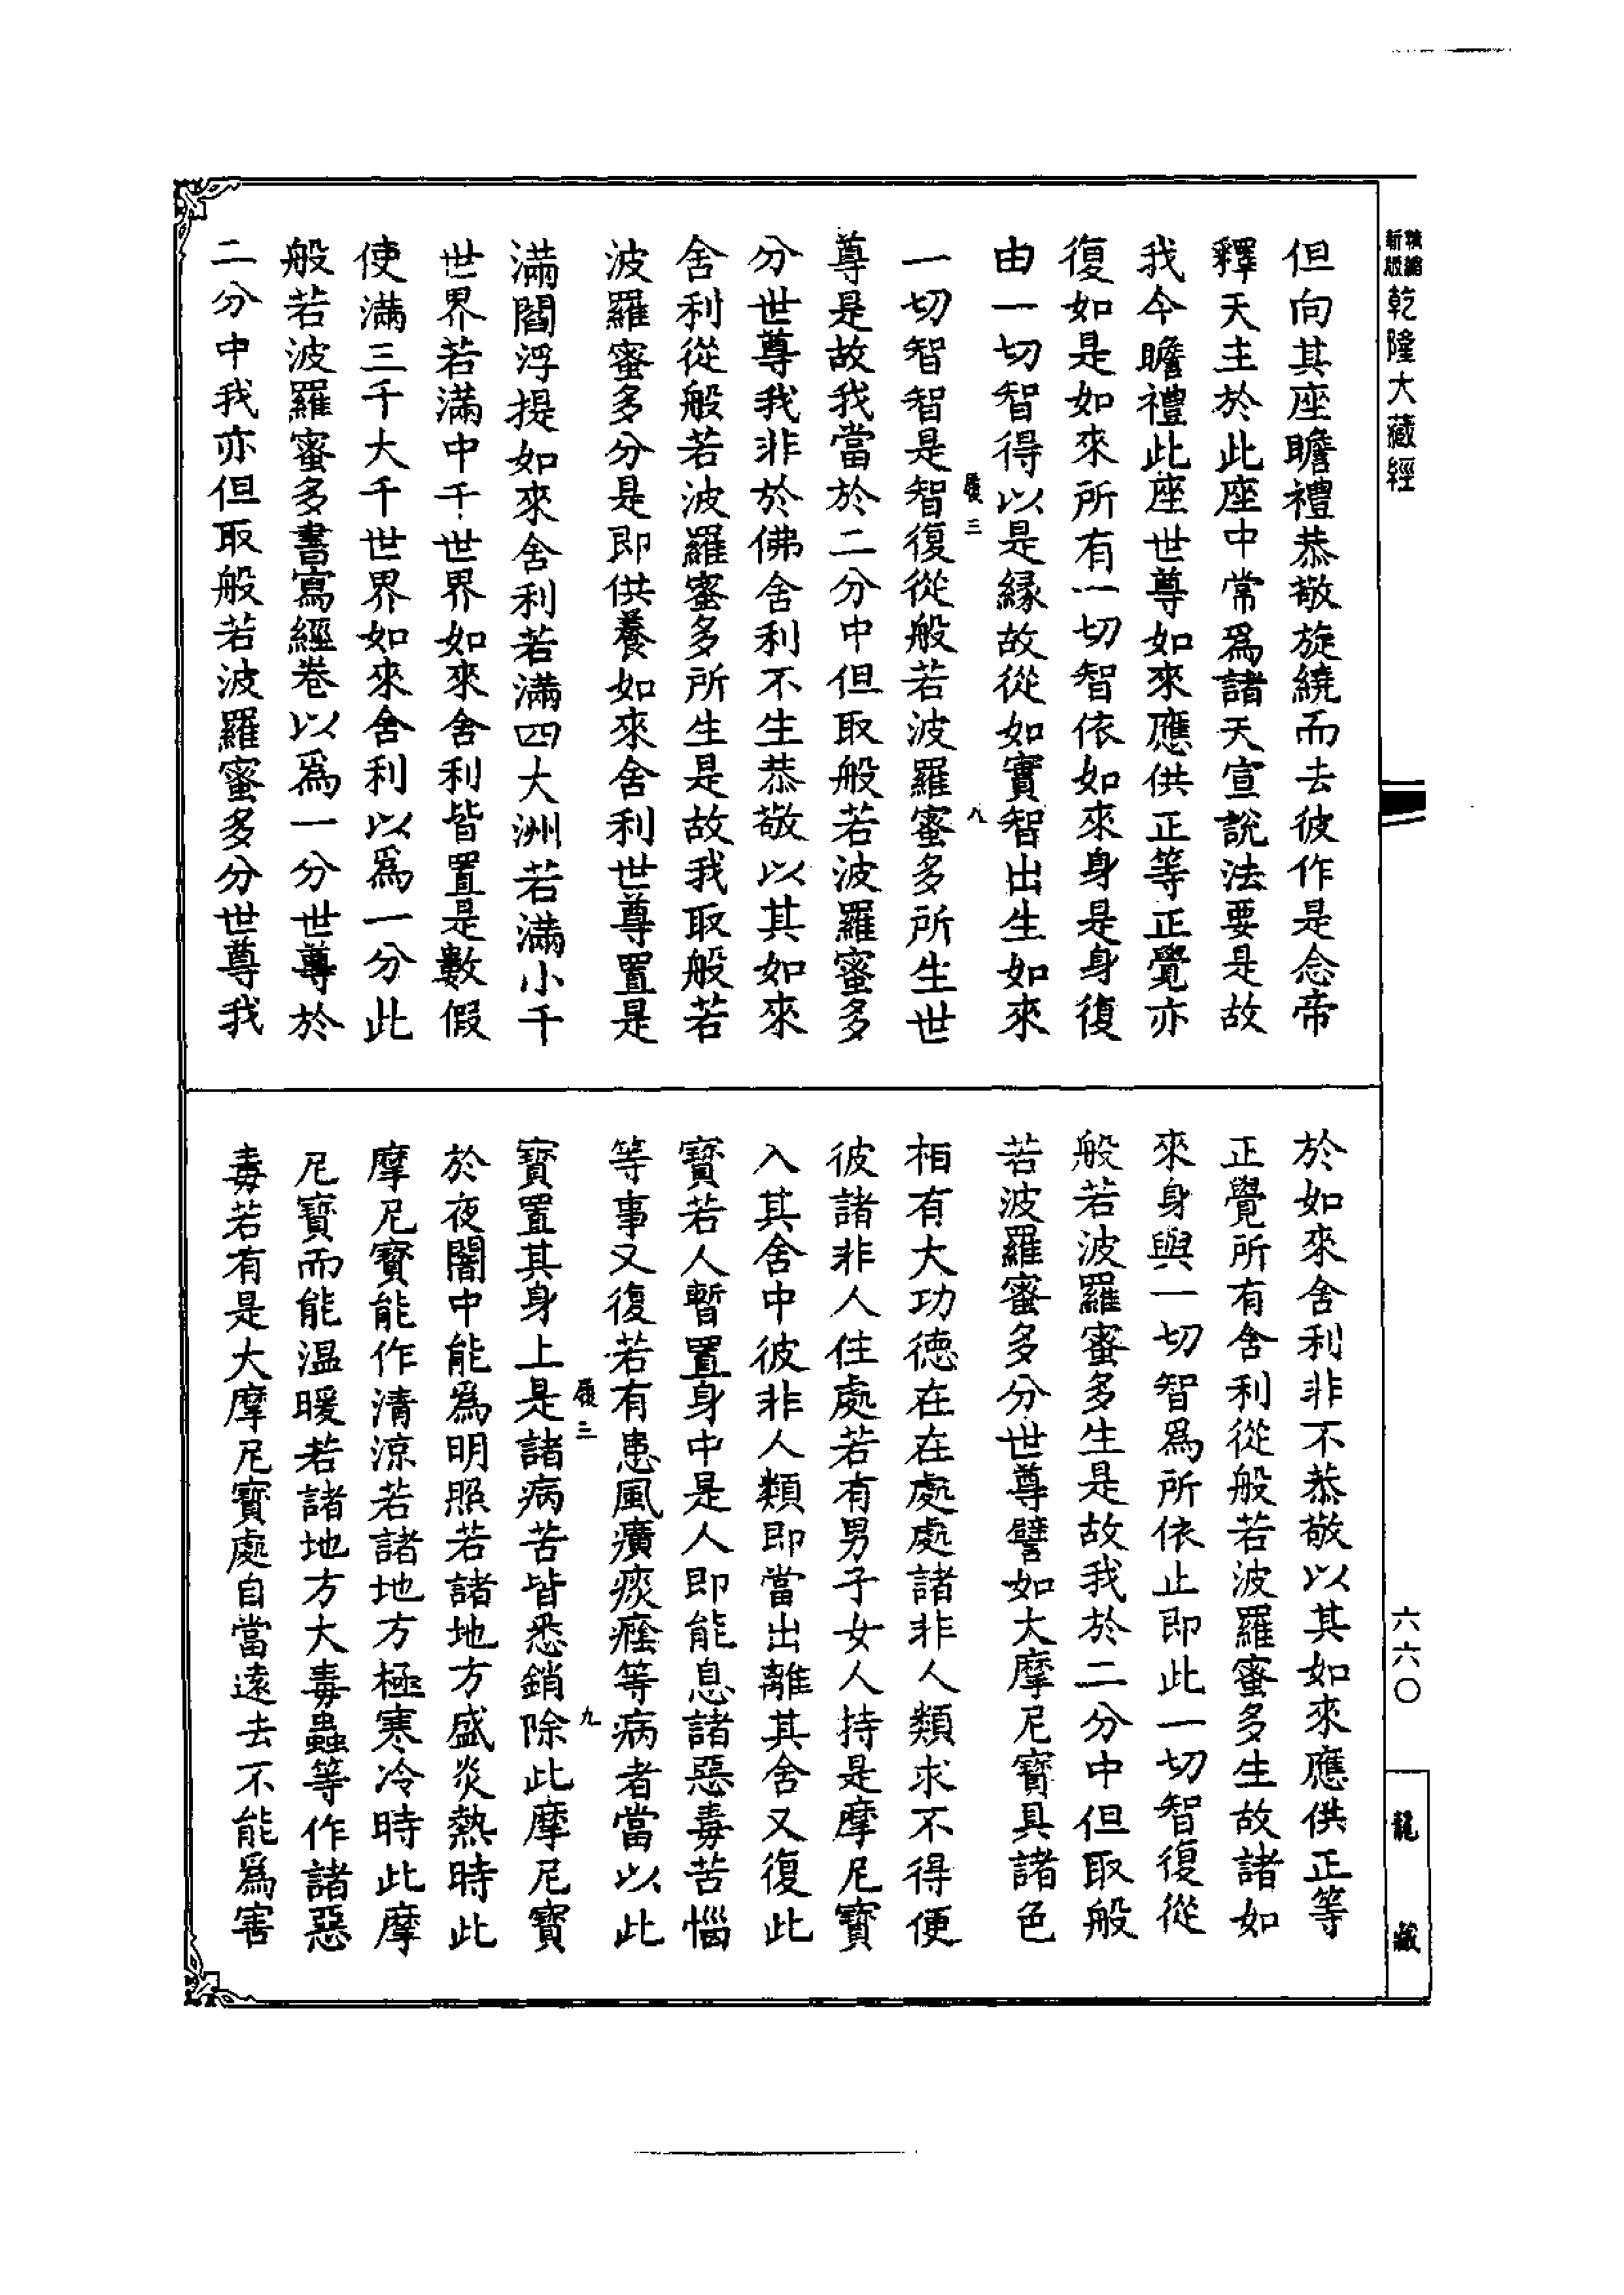 精縮新版乾隆大藏經
但向其座瞻禮恭敬旋繞而去彼作是念帝
釋天主於此座中常爲諸天宣說法要是故
我今瞻禮此座世尊如來應供正等正覺亦
復如是如來所有一切智依如來身是身復
由一切智得以是緣故從如實智出生如來
履三 八
一切智智是智復從般若波羅蜜多所生世
尊是故我當於二分中但取般若波羅蜜多
分世尊我非於佛舍利不生恭敬以其如來
舍利從般若波羅蜜多所生是故我取般若
波羅蜜多分是即供養如來舍利世尊置是
滿閻浮提如來舍利若滿四大洲若滿小千
世界若滿中千世界如來舍利皆置是數假
使滿三千大千世界如來舍利以爲一分此
般若波羅蜜多書寫經卷以爲一分世尊於
二分中我亦但取般若波羅蜜多分世尊我
於如來舍利非不恭敬以其如來應供正等
正覺所有舍利從般若波羅蜜多生故諸如
來身與一切智爲所依止即此一切智復從
般若波羅蜜多生是故我於二分中但取般
若波羅蜜多分世尊譬如大摩尼寶具諸色
相有大功德在在處處諸非人類求不得便
彼諸非人住處若有男子女人持是摩尼寶
入其舍中彼非人類即當出離其舍又復此
寶若人暫置身中是人即能息諸惡毒苦惱
等事又復若有患風癀痰癊等病者當以此
履三 九
寶置其身上是諸病苦皆悉銷除此摩尼寶
於夜闇中能爲明照若諸地方盛炎熱時此
摩尼寶能作清涼若諸地方極寒冷時此摩
尼寶而能溫暖若諸地方大毒蟲等作諸惡
毒若有是大摩尼寶處自當遠去不能爲害
六六〇
龍藏